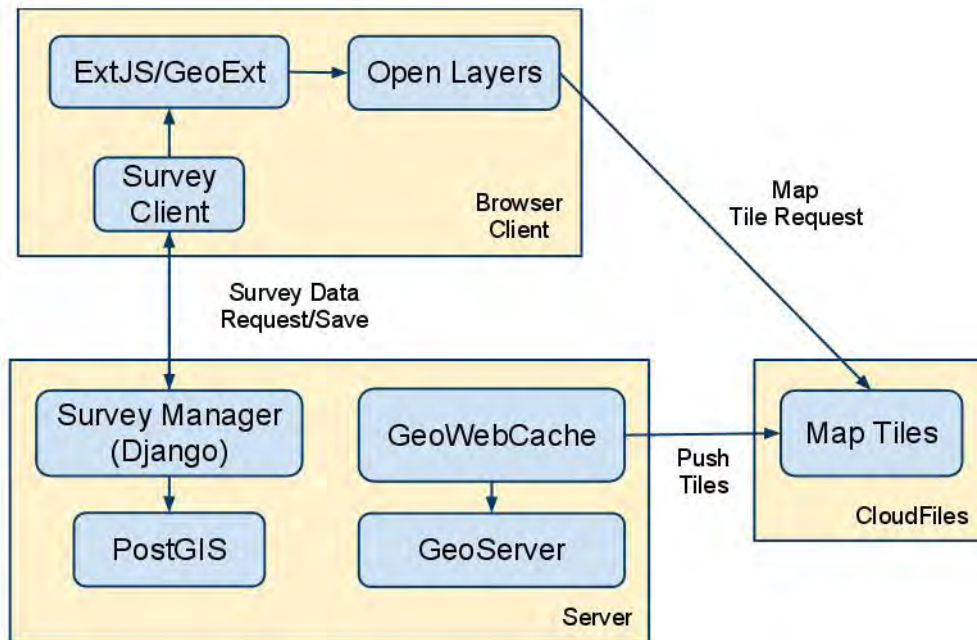 ExtJS/GeoExt
Open Layers
Survey
Client
Browser
Client
Map
Tile Request
Survey Data
Request/Save
Survey Manager
(Django)
GeoWebCache
Map Tiles
Push
Tiles
PostGIS
GeoServer
CloudFiles
Server